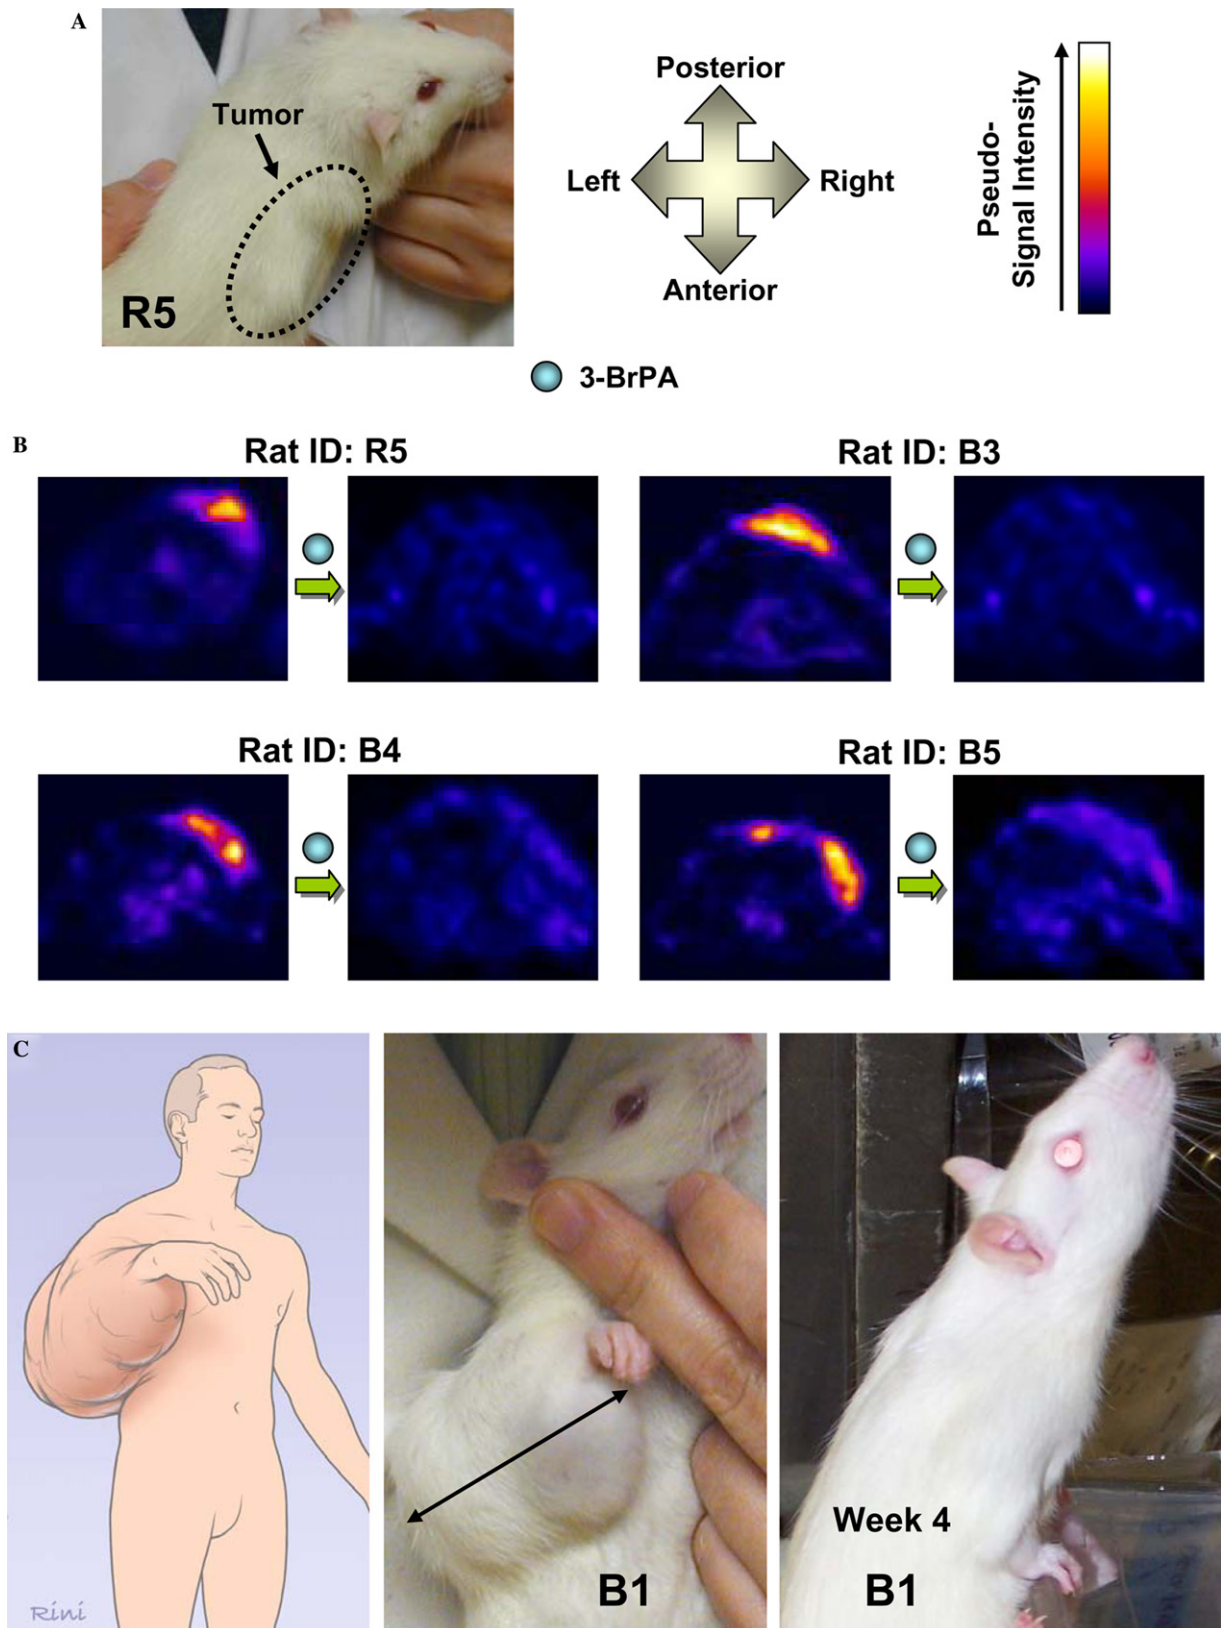 A
Tumor
R5
Posterior
Left
Right
Anterior
Pseudo-
Signal Intensity
3-BrPA
B
Rat ID: R5
Rat ID: B3
Rat ID: B4
Rat ID: B5
C
Rini
B1
Week 4
B1